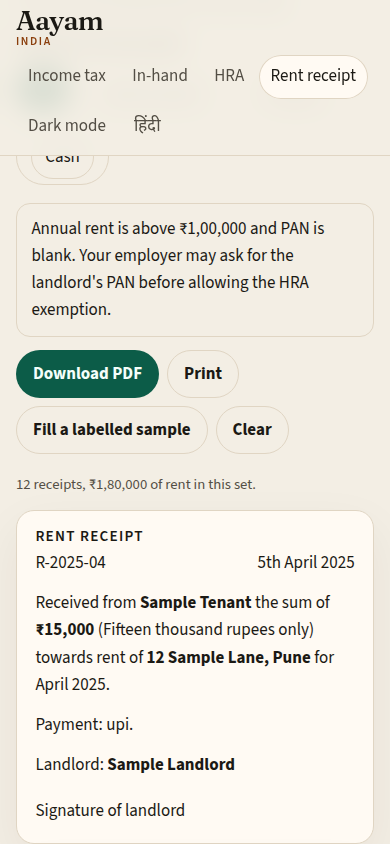 Aayam
INDIA
Income tax In-hand HRA Rent receipt
Dark mode हिंदी
Cash
Annual rent is above ₹1,00,000 and PAN is
blank. Your employer may ask for the
landlord's PAN before allowing the HRA
exemption.
Download PDF Print
Fill a labelled sample Clear
12 receipts, ₹1,80,000 of rent in this set.
RENT RECEIPT
R-2025-04 5th April 2025
Received from Sample Tenant the sum of
₹15,000 (Fifteen thousand rupees only)
towards rent of 12 Sample Lane, Pune for
April 2025.
Payment: upi.
Landlord: Sample Landlord
Signature of landlord